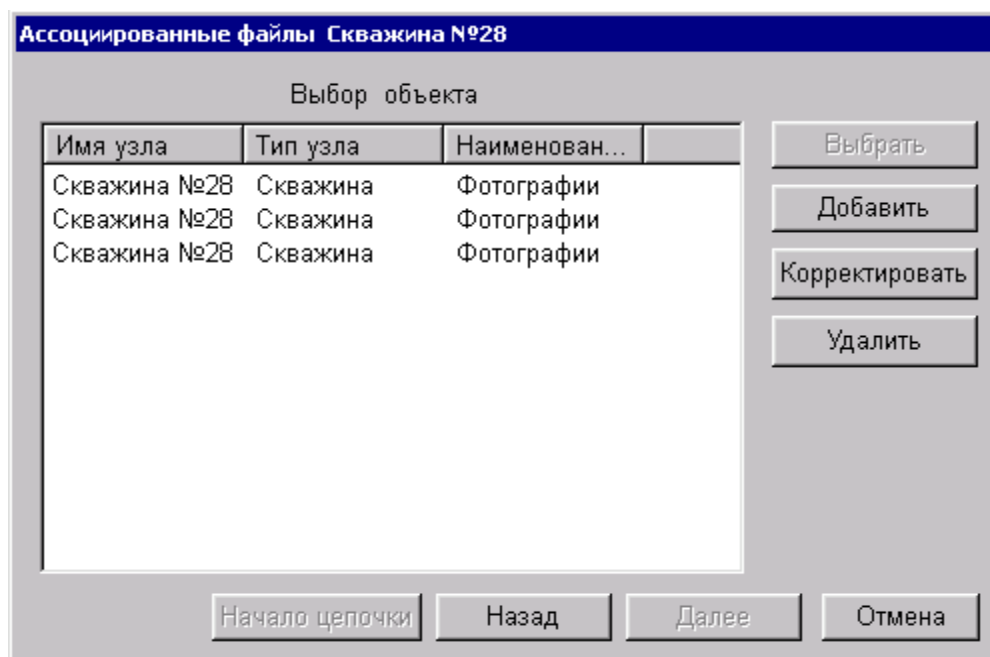 Ассоциированные файлы Скважина №28
Выбор объекта
Имя узла Тип узла Наименован...
Скважина №28 Скважина Фотографии
Скважина №28 Скважина Фотографии
Скважина №28 Скважина Фотографии
Выбрать
Добавить
Корректировать
Удалить
Начало цепочки Назад Далее Отмена